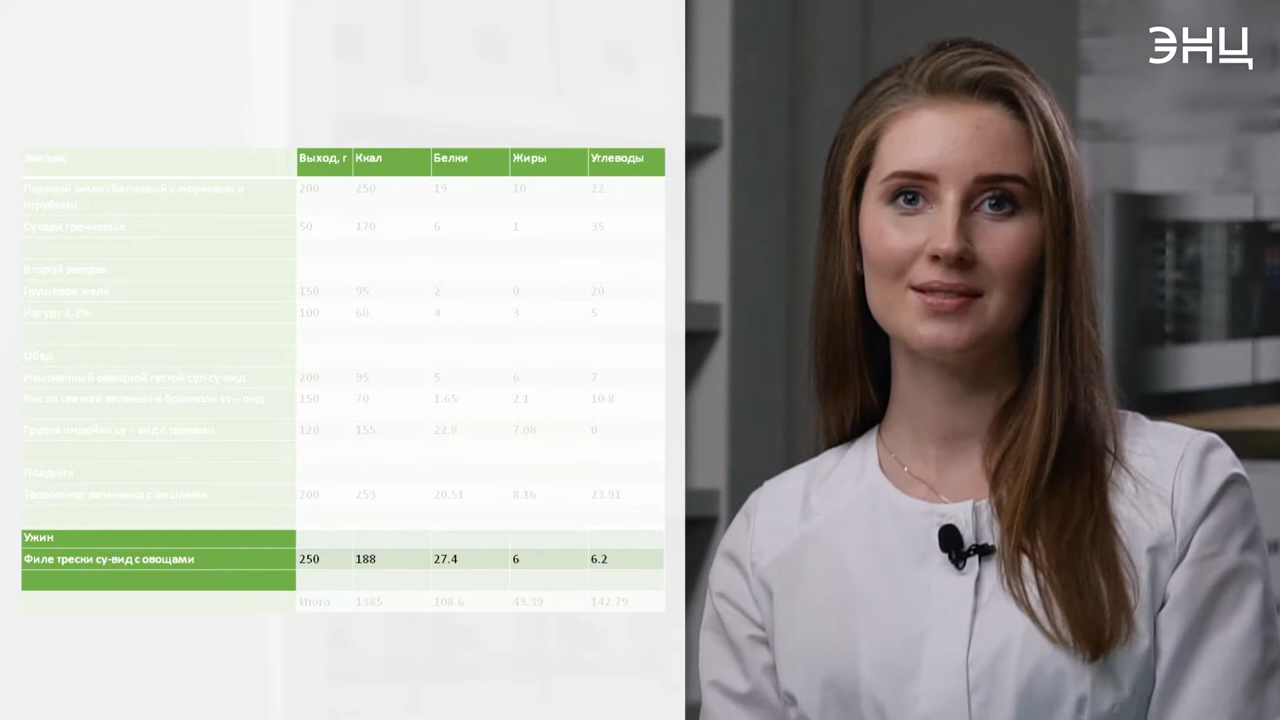 ЭНЦ
Завтрак Выход, г Ккал Белки Жиры Углеводы
Паровой омлет белковый с морковью и 200 250 19 10 22
отрубями
Сухари гречневые 50 170 6 1 35
Второй завтрак
Грушевое желе 150 95 2 0 20
Йогурт 3,2% 100 60 4 3 5
Обед
овощной густой суп су-вид 200 95 5 6 7
Рис со свежей зеленью и брокколи су – вид 150 70 1.65 2.1 10.8
Грудка индейки су – вид с травами 120 155 22.8 7.08 0
Полдник
Творожная запеканка с вишнями 200 253 20.51 8.16 23.91
Ужин
Филе трески су-вид с овощами 250 188 27.4 6 6.2
Итого 1385 108.6 43.39 142.79